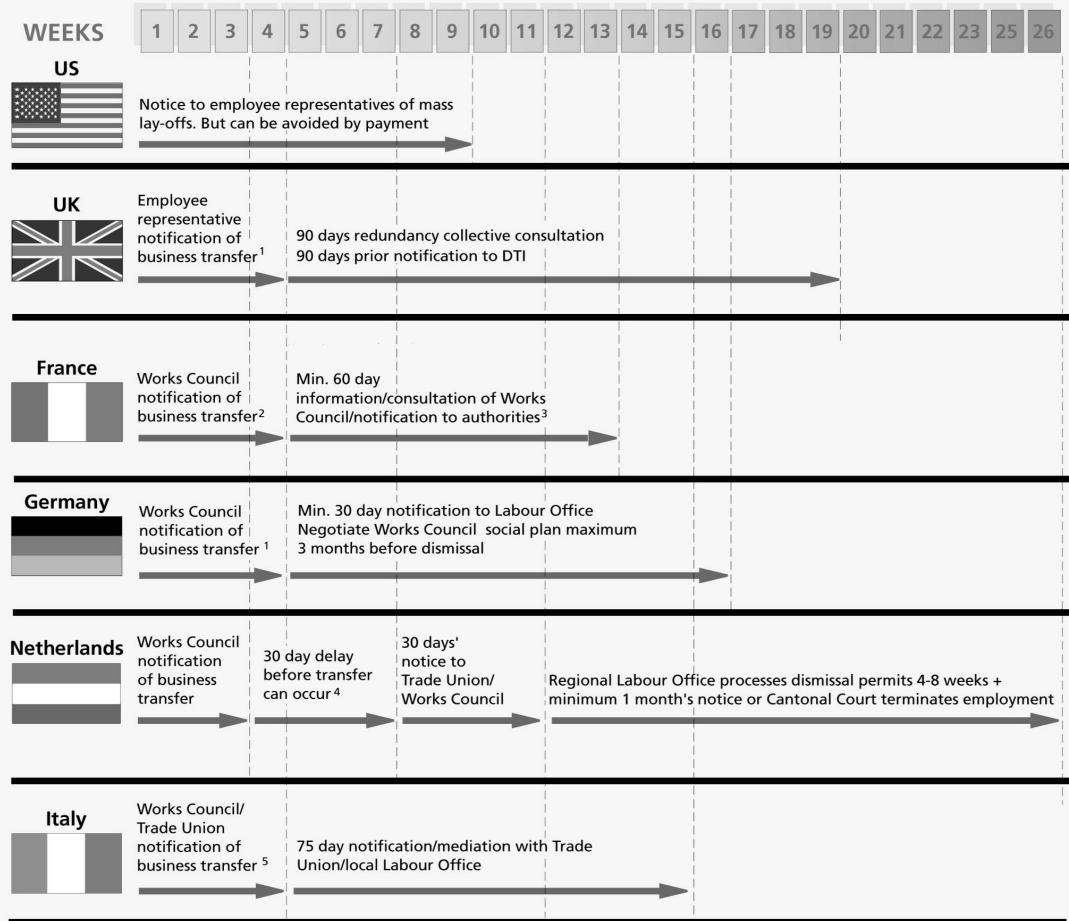 WEEKS 1 2 3 4 5 6 7 8 9 10 11 12 13 14 15 16 17 18 19 20 21 22 23 25 26
US
Notice to employee representatives of mass
lay-offs. But can be avoided by payment
UK
Employee
representative
notification of
business transfer1
90 days redundancy collective consultation
90 days prior notification to DTI
France
Works Council
notification of
business transfer2
Min. 60 day
information/consultation of Works
Council/notification to authorities3
Germany
Works Council
notification of
business transfer 1
Min. 30 day notification to Labour Office
Negotiate Works Council social plan maximum
3 months before dismissal
Netherlands
Works Council
notification
of business
transfer
30 day delay
before transfer
can occur 4
30 days'
notice to
Trade Union/
Works Council
Regional Labour Office processes dismissal permits 4-8 weeks +
minimum 1 month's notice or Cantonal Court terminates employment
Italy
Works Council/
Trade Union
notification of
business transfer 5
75 day notification/mediation with Trade
Union/local Labour Office